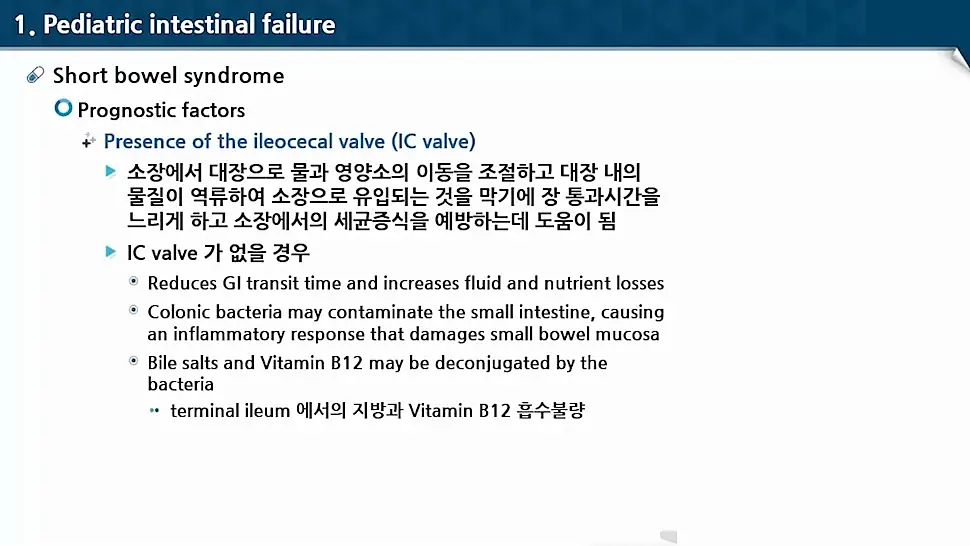 1. Pediatric intestinal failure
Short bowel syndrome
Prognostic factors
Presence of the ileocecal valve (IC valve)
소장에서 대장으로 물과 영양소의 이동을 조절하고 대장 내의
물질이 역류하여 소장으로 유입되는 것을 막기에 장 통과시간을
느리게 하고 소장에서의 세균증식을 예방하는데 도움이 됨
IC valve 가 없을 경우
Reduces GI transit time and increases fluid and nutrient losses
Colonic bacteria may contaminate the small intestine, causing
an inflammatory response that damages small bowel mucosa
Bile salts and Vitamin B12 may be deconjugated by the
bacteria
terminal ileum 에서의 지방과 Vitamin B12 흡수불량